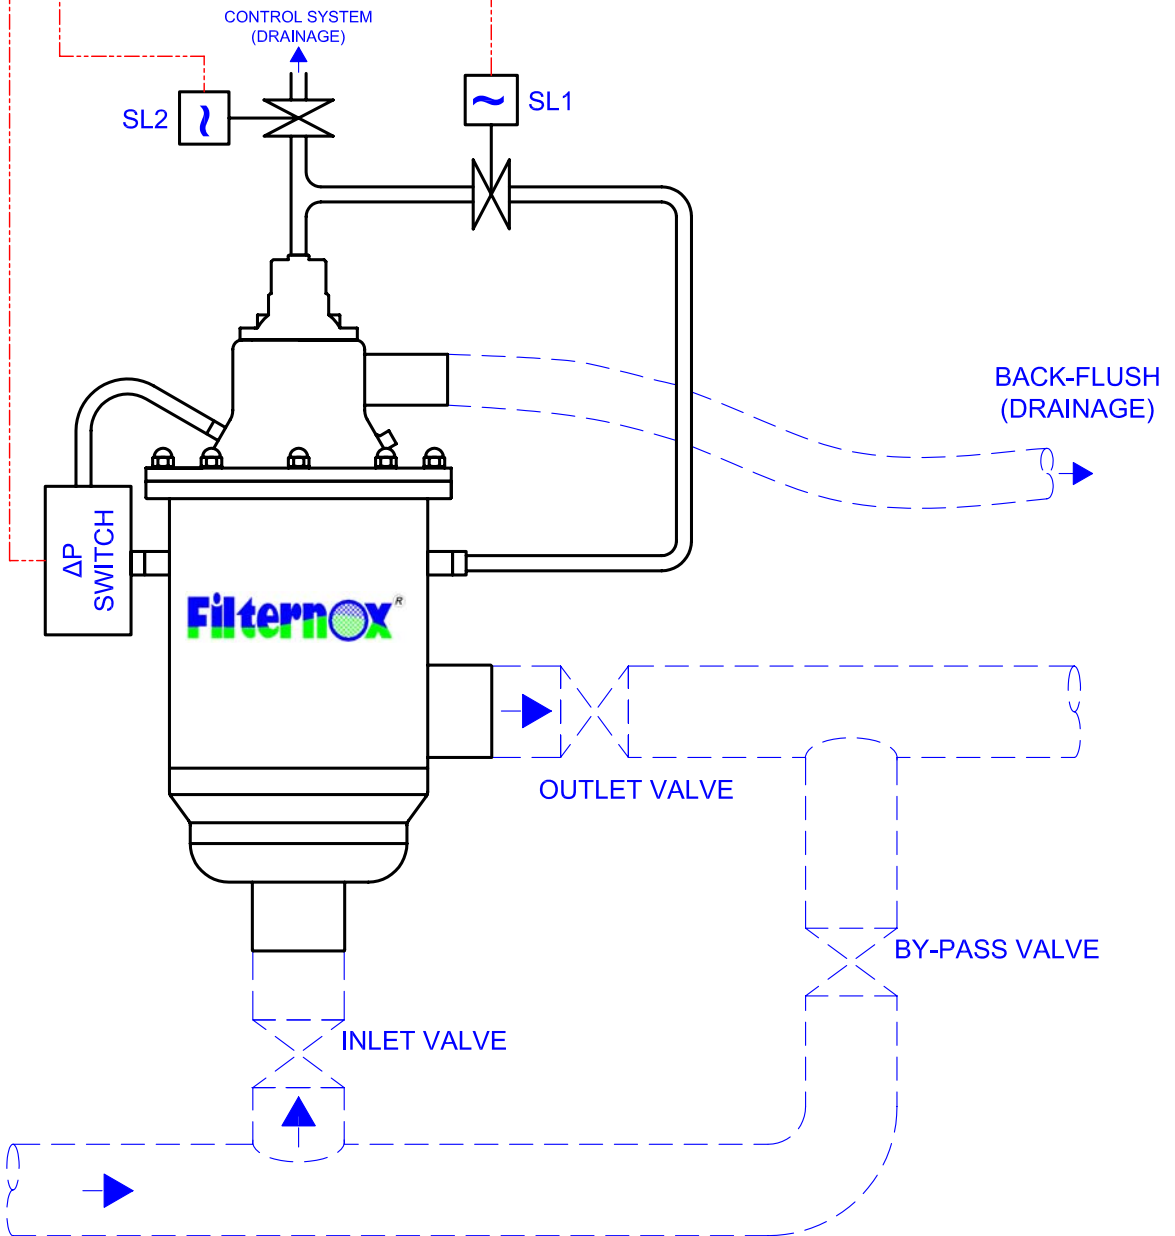 CONTROL SYSTEM
(DRAINAGE)
SL2
SL1
BACK-FLUSH
(DRAINAGE)
ΔP
SWITCH
Filternox R
OUTLET VALVE
BY-PASS VALVE
INLET VALVE